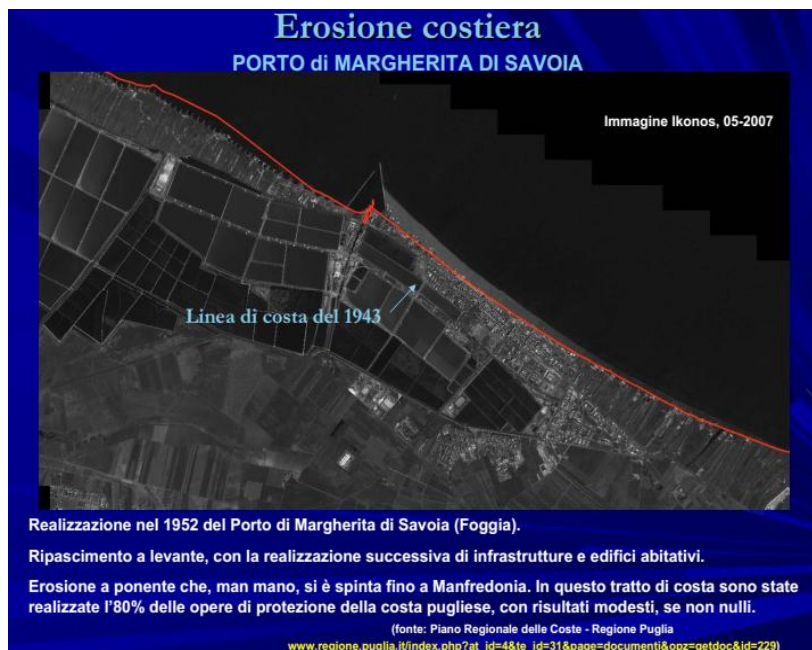 Erosione costiera
PORTO di MARGHERITA DI SAVOIA
Immagine Ikonos, 05-2007
Linea di costa del 1943
Realizzazione nel 1952 del Porto di Margherita di Savoia (Foggia).
Ripascimento a levante, con la realizzazione successiva di infrastrutture e edifici abitativi.
Erosione a ponente che, man mano, si è spinta fino a Manfredonia. In questo tratto di costa sono state
realizzate l'80% delle opere di protezione della costa pugliese, con risultati modesti, se non nulli.
(fonte: Piano Regionale delle Coste - Regione Puglia
www.regione.puglia.it/index.php?at_id=4&te_id=31&page=documenti&opz=getdoc&id=229)